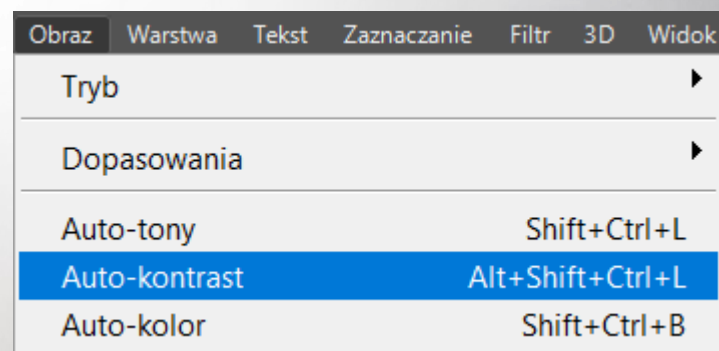 Obraz Warstwa Tekst Zaznaczanie Filtr 3D Widok
Tryb
Dopasowania
Auto-tony Shift+Ctrl+L
Auto-kontrast Alt+Shift+Ctrl+L
Auto-kolor Shift+Ctrl+B